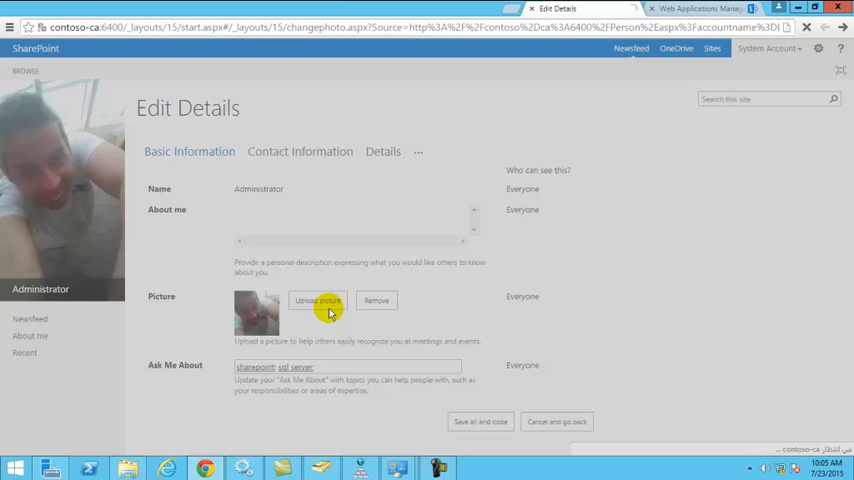 Edit Details
Web Applications Manag
contoso-ca:6400/_layouts/15/start.aspx#/_layouts/15/changephoto.aspx?Source=http%3A%2F%2Fcontoso%2Dca%3A6400%2FPerson%2Easpx%3Faccountname%3DI
SharePoint
Newsfeed
OneDrive
Sites
System Account
BROWSE
Edit Details
Search this site
Basic Information
Contact Information
Details
...
Who can see this?
Name
Administrator
Everyone
About me
Everyone
Provide a personal description expressing what you would like others to know
about you.
Administrator
Picture
Upload picture
Remove
Everyone
Newsfeed
About me
Recent
Upload a picture to help others easily recognize you at meetings and events.
Ask Me About
sharepoint; sql server;
Everyone
Update your "Ask Me About" with topics you can help people with, such as
your responsibilities or areas of expertise.
Save all and close
Cancel and go back
في انتظار contoso-ca ...
10:05 AM
7/23/2015